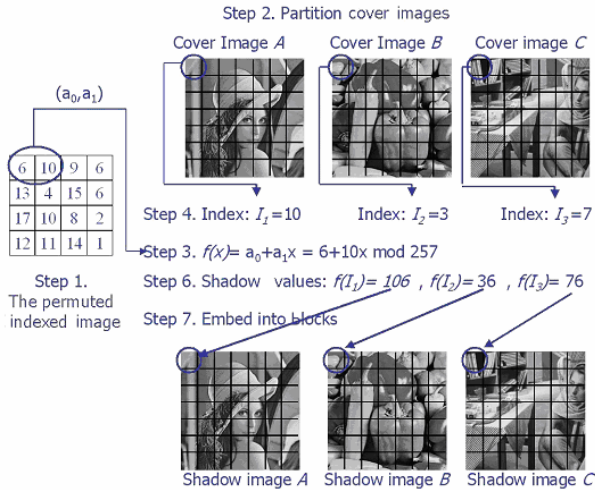 Step 2. Partition cover images
Cover Image A
Cover Image B
Cover image C
(a₀,a₁)
6 10 9 6
13 4 15 6
17 10 8 2
12 11 14 1
Step 1.
The permuted
indexed image
Step 4. Index: I₁=10
Index: I₂=3
Index: I₃=7
Step 3. f(x)= a₀+a₁x = 6+10x mod 257
Step 6. Shadow values: f(I₁)= 106 , f(I₂)= 36 , f(I₃)= 76
Step 7. Embed into blocks
Shadow image A
Shadow image B
Shadow image C